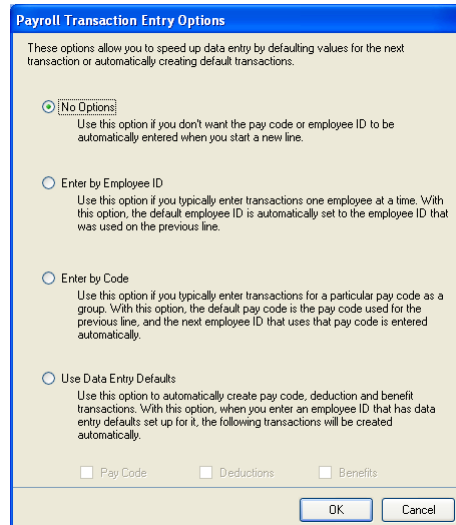 Payroll Transaction Entry Options
These options allow you to speed up data entry by defaulting values for the next
transaction or automatically creating default transactions.
No Options
Use this option if you don't want the pay code or employee ID to be
automatically entered when you start a new line.
Enter by Employee ID
Use this option if you typically enter transactions one employee at a time. With
this option, the default employee ID is automatically set to the employee ID that
was used on the previous line.
Enter by Code
Use this option if you typically enter transactions for a particular pay code as a
group. With this option, the default pay code is the pay code used for the
previous line, and the next employee ID that uses that pay code is entered
automatically.
Use Data Entry Defaults
Use this option to automatically create pay code, deduction and benefit
transactions. With this option, when you enter an employee ID that has data
entry defaults set up for it, the following transactions will be created
automatically.
Pay Code Deductions Benefits
OK Cancel